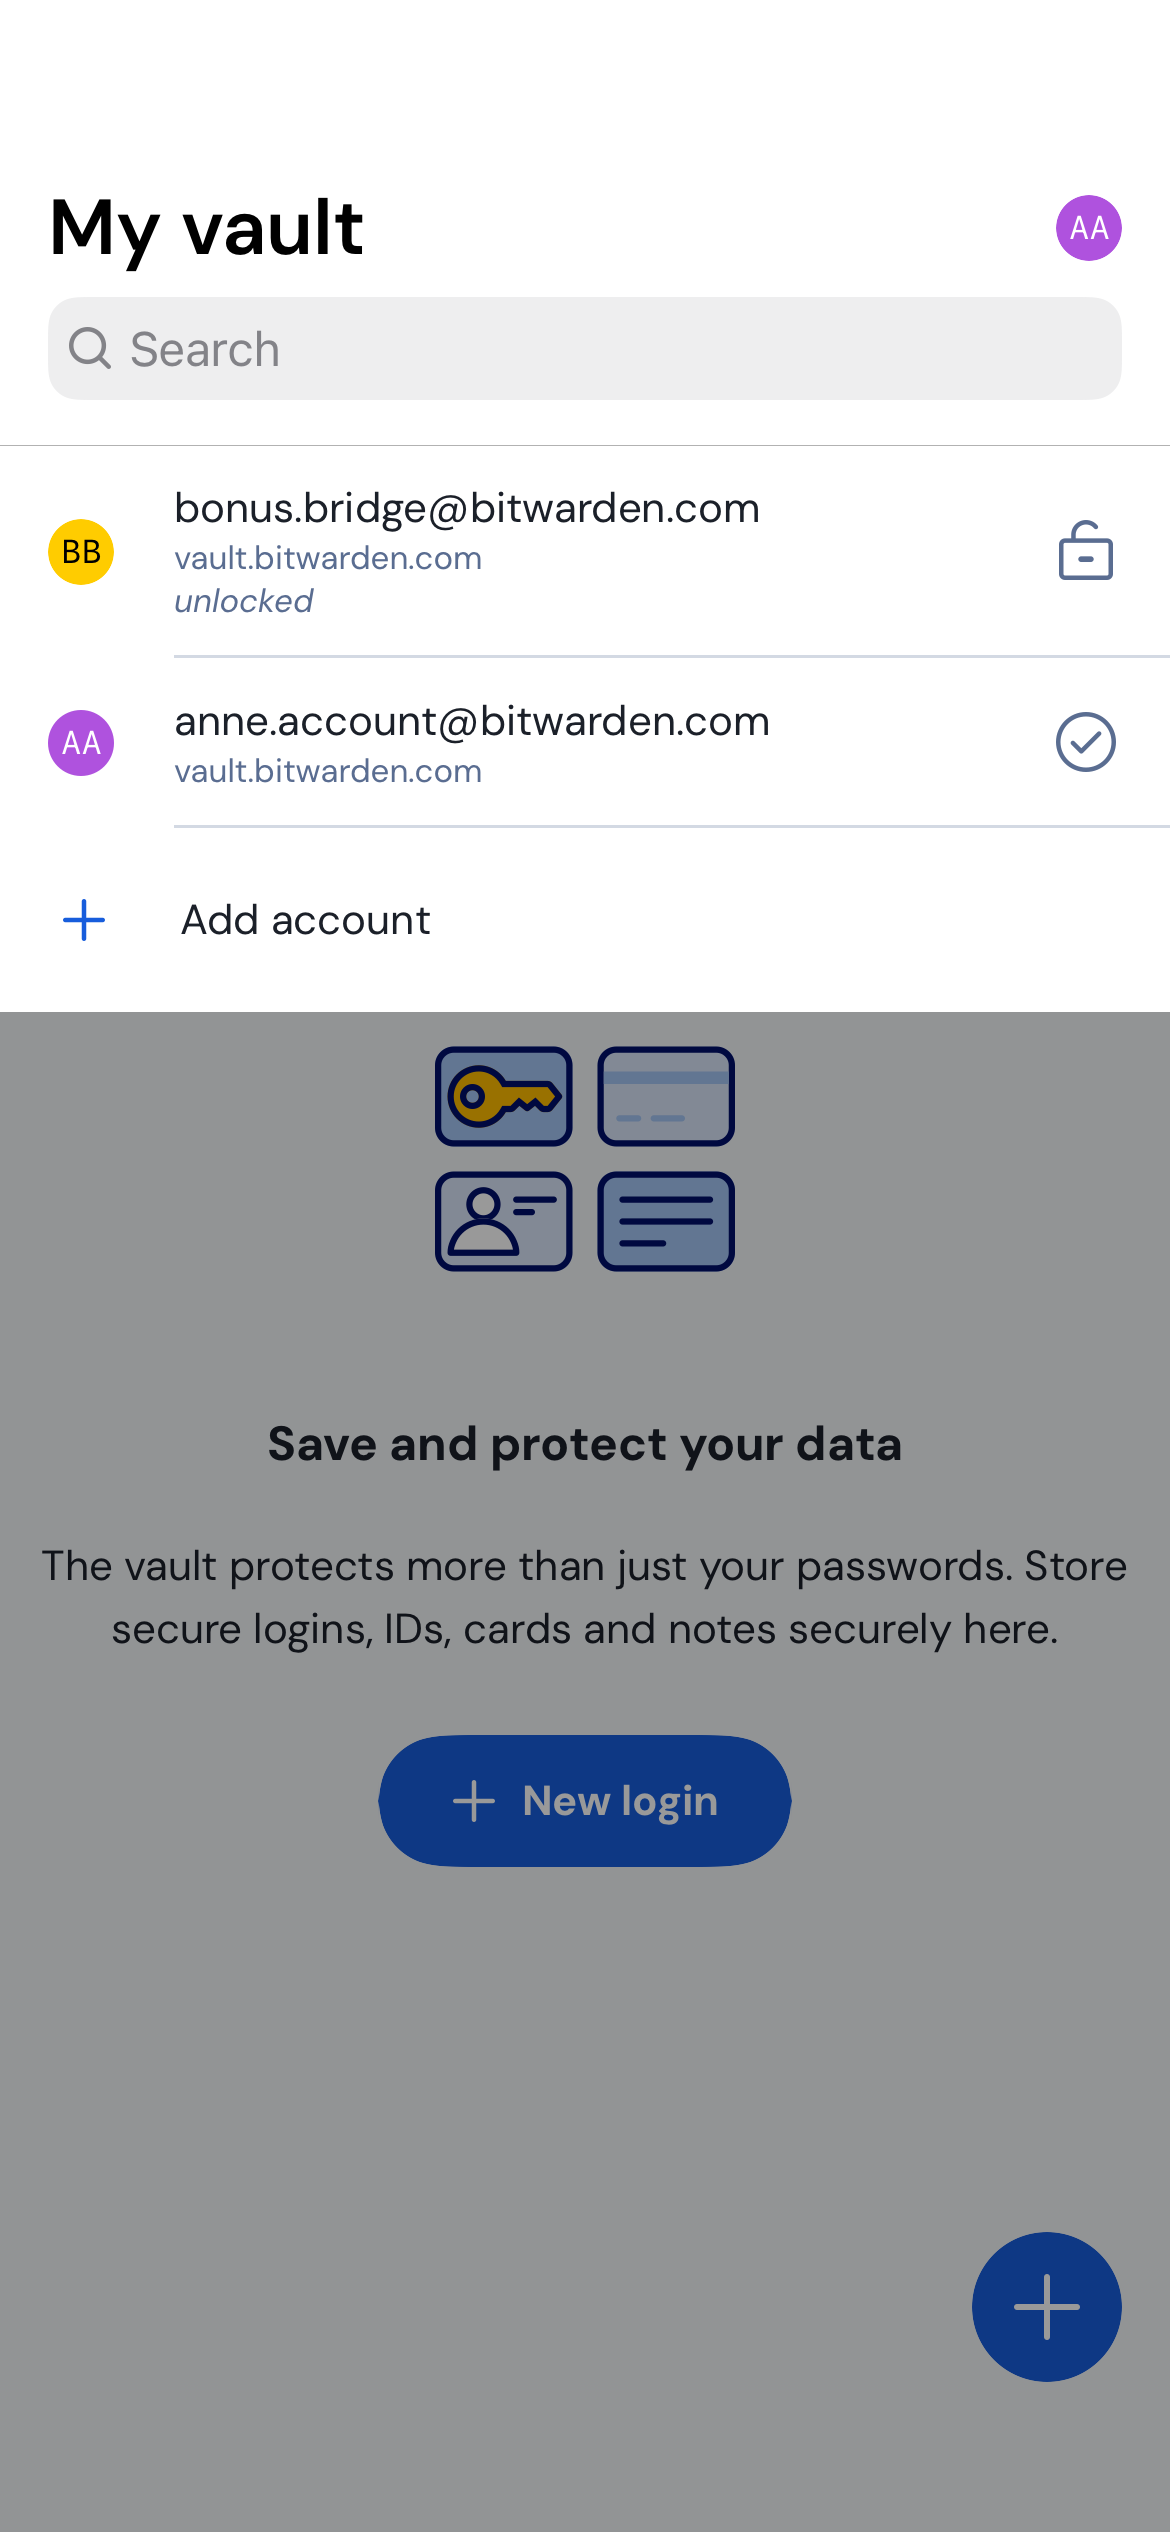 My vault
AA
Search
BB
bonus.bridge@bitwarden.com
vault.bitwarden.com
unlocked
AA
anne.account@bitwarden.com
vault.bitwarden.com
Add account
Save and protect your data
The vault protects more than just your passwords. Store
secure logins, IDs, cards and notes securely here.
New login